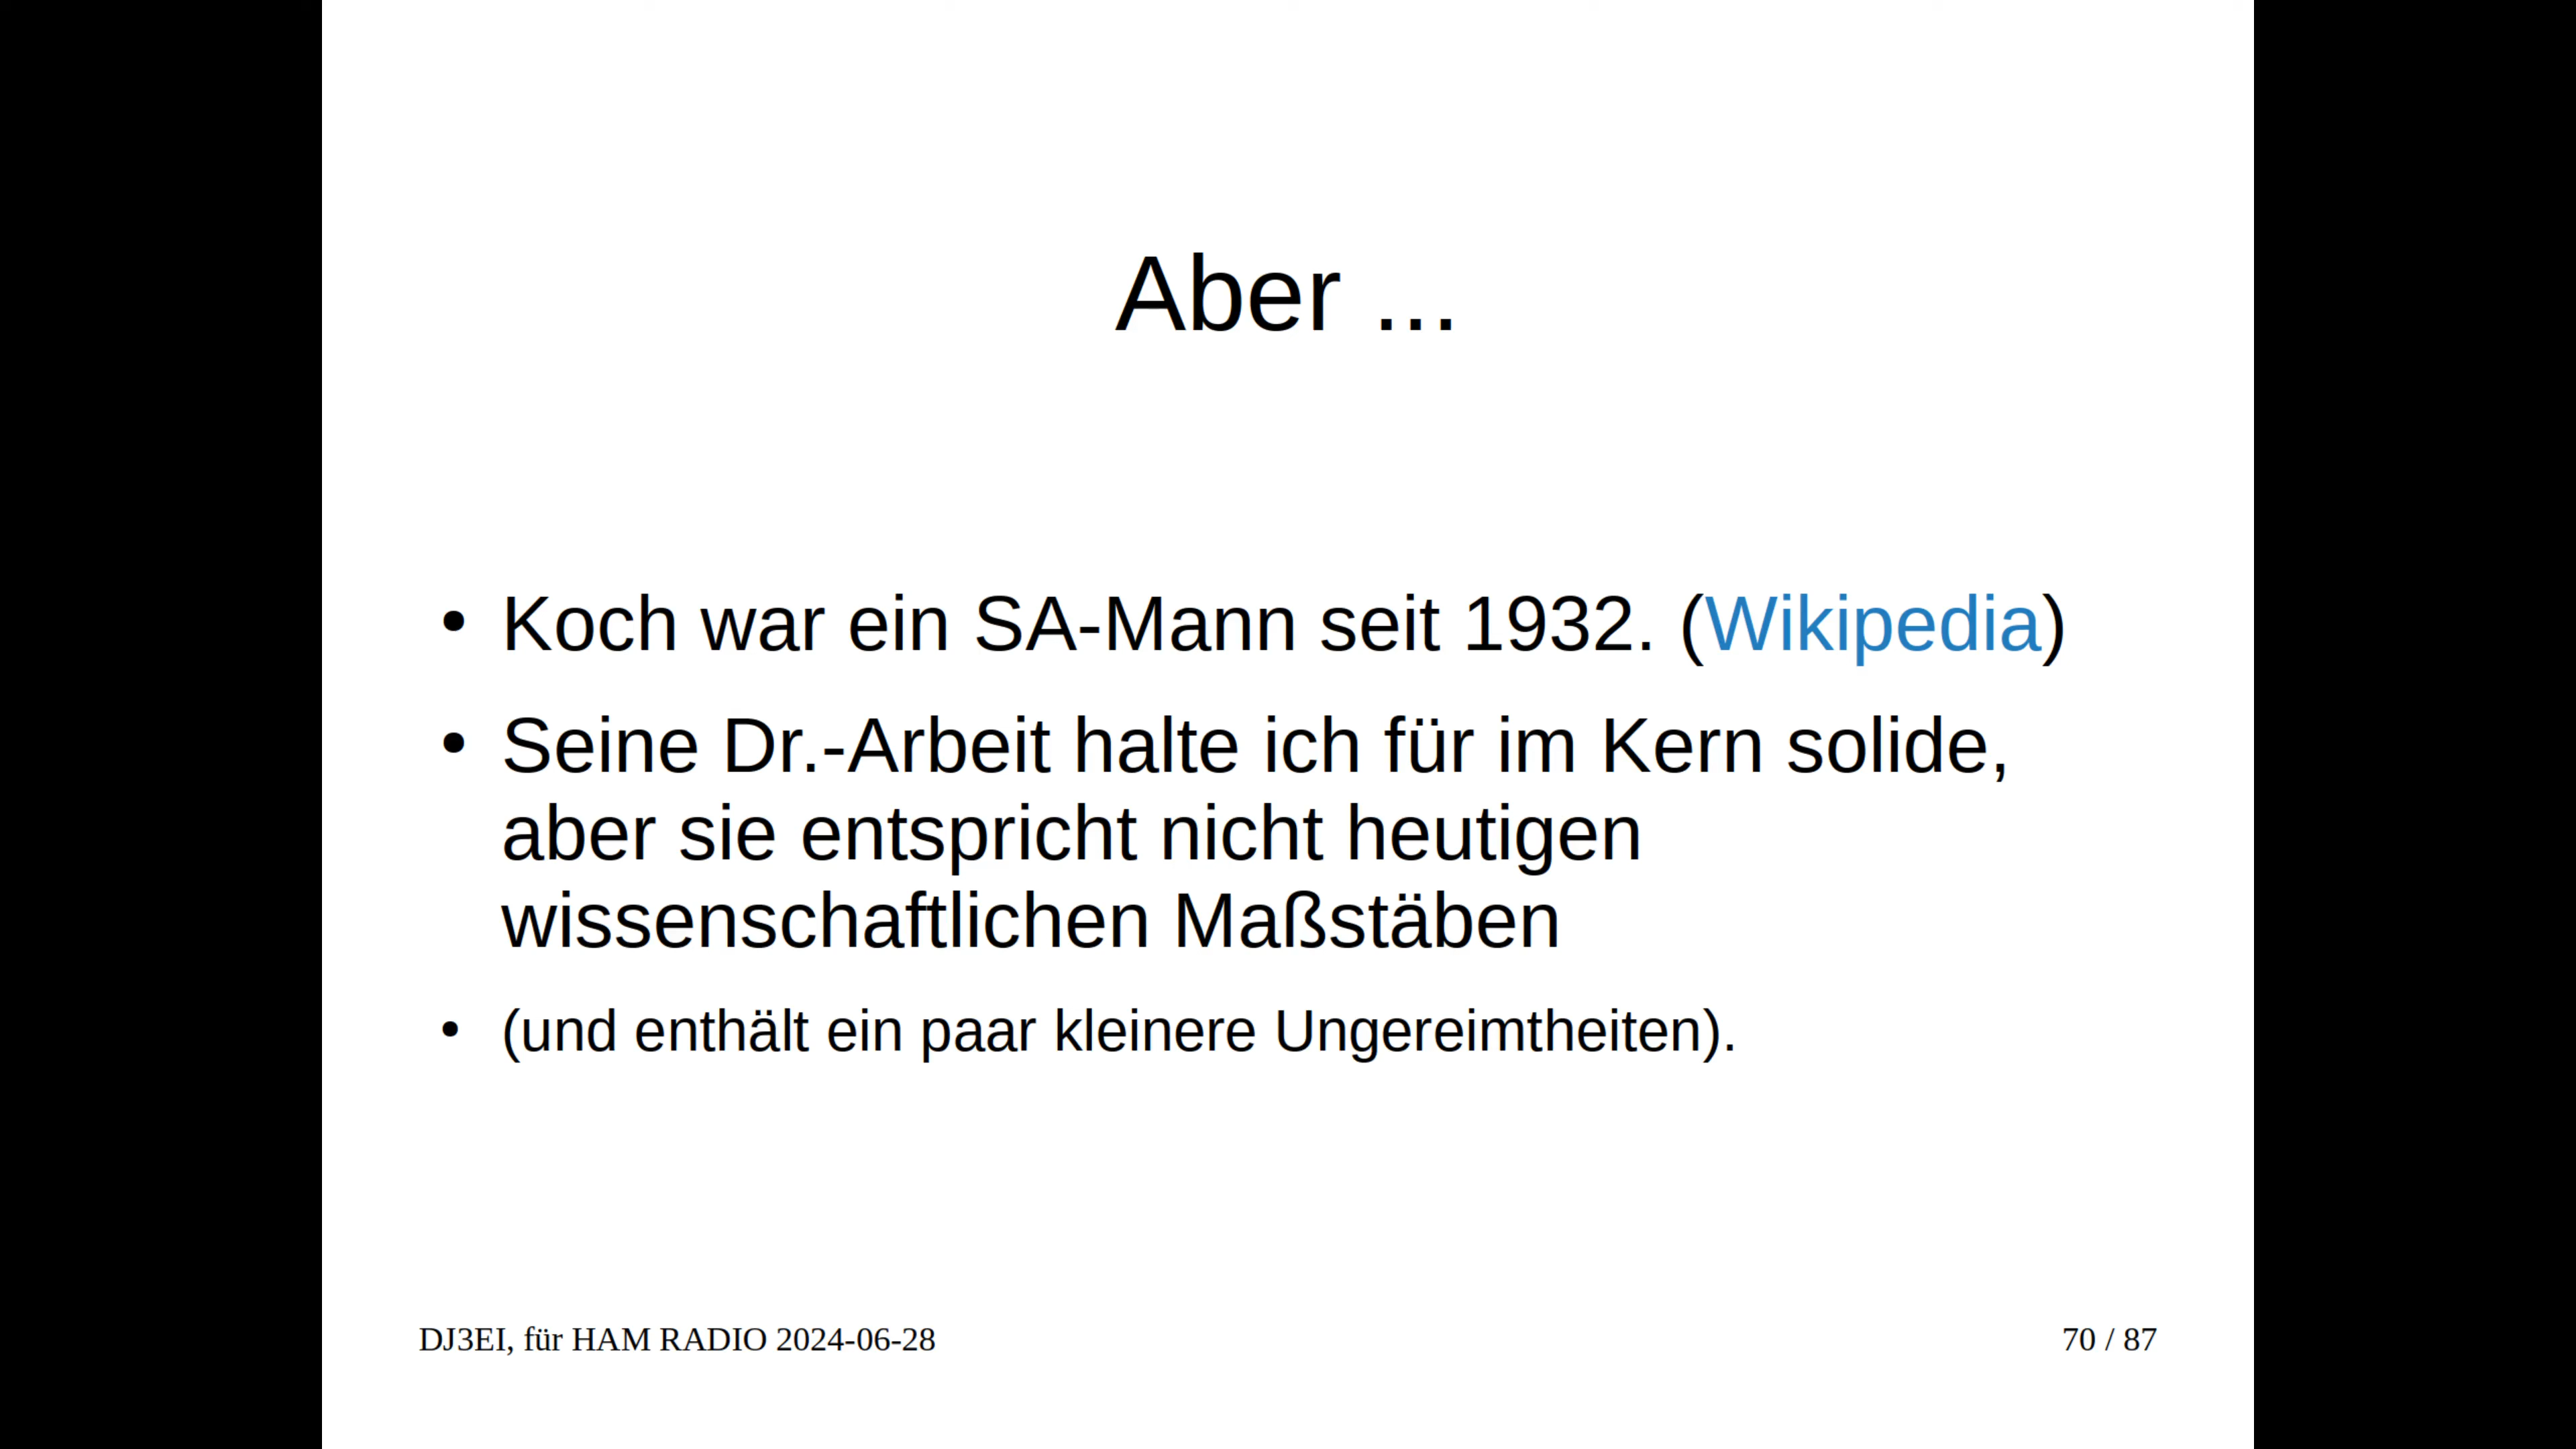 Aber ...
• Koch war ein SA-Mann seit 1932. (Wikipedia)
• Seine Dr.-Arbeit halte ich für im Kern solide,
aber sie entspricht nicht heutigen
wissenschaftlichen Maßstäben
• (und enthält ein paar kleinere Ungereimtheiten).
DJ3EI, für HAM RADIO 2024-06-28
70 / 87